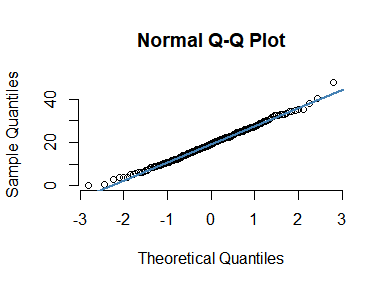 Normal Q-Q Plot
Sample Quantiles
40
20
0
-3 -2 -1 0 1 2 3
Theoretical Quantiles